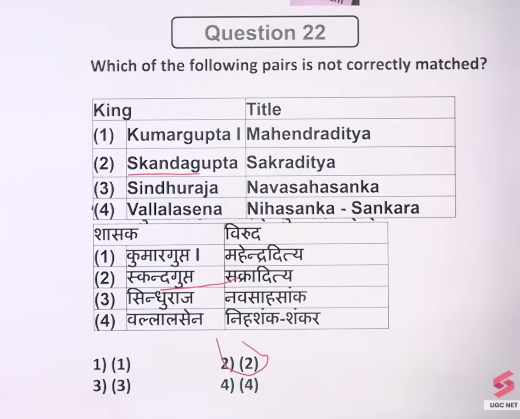 Question 22
Which of the following pairs is not correctly matched?
King Title
(1) Kumargupta I Mahendraditya
(2) Skandagupta Sakraditya
(3) Sindhuraja Navasahasanka
(4) Vallalasena Nihasanka - Sankara
शासक विरुद
(1) कुमारगुप्त I महेन्द्रदित्य
(2) स्कन्दगुप्त सक्रादित्य
(3) सिन्धुराज नवसाहसांक
(4) वल्लालसेन निहशंक-शंकर
1) (1) 2) (2)
3) (3) 4) (4)
UGC NET